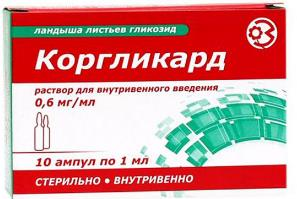 ландыша листьев гликозид
Коргликард
раствор для внутривенного введения
0,6 мг/мл
10 ампул по 1 мл
СТЕРИЛЬНО • ВНУТРИВЕННО